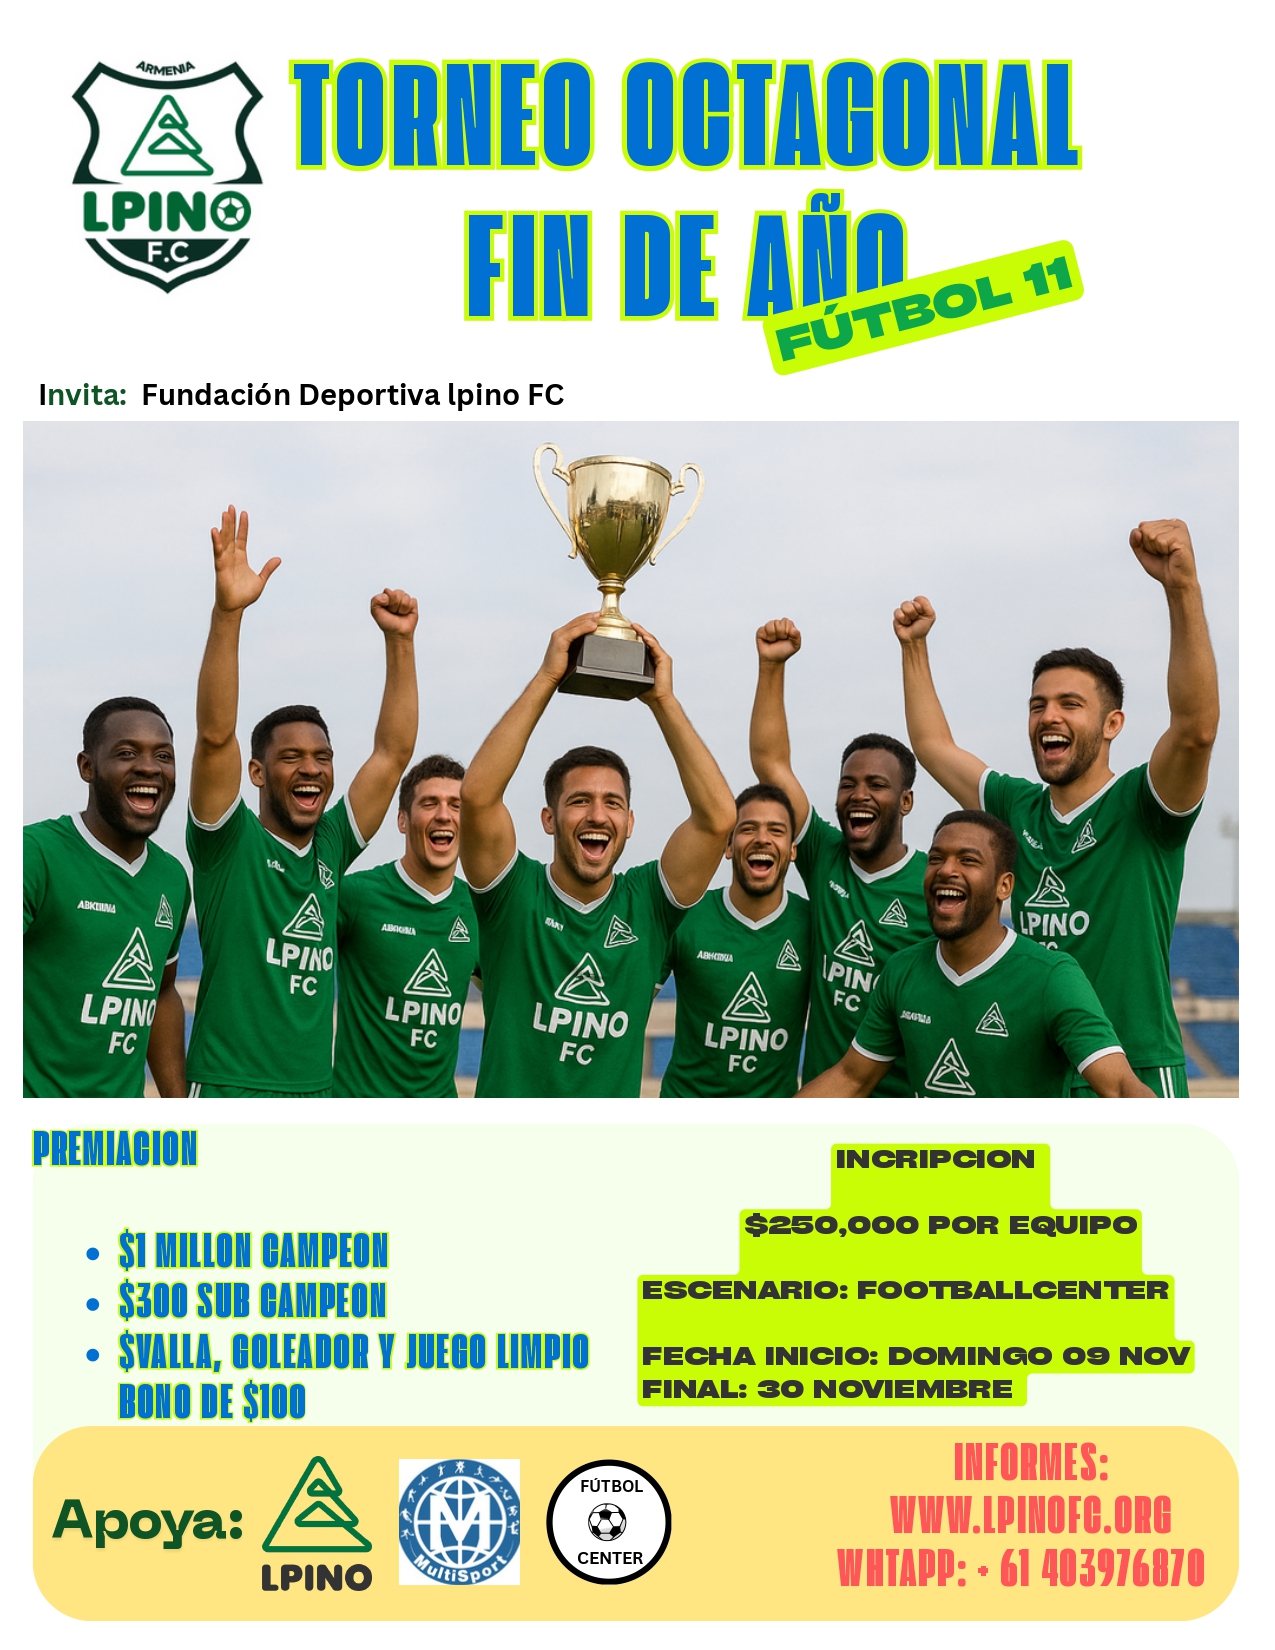 ARMENIA
LPINO
F.C
TORNEO OCTAGONAL
FIN DE AÑO
FÚTBOL 11
Invita: Fundación Deportiva lpino FC
LPINO
FC
LPINO
FC
LPINO
FC
LPINO
FC
LPINO
FC
LPINO
FC
LPINO
FC
PREMIACION
$1 MILLON CAMPEON
$300 SUB CAMPEON
$VALLA, GOLEADOR Y JUEGO LIMPIO
BONO DE $100
INCRIPCION
$250,000 POR EQUIPO
ESCENARIO: FOOTBALLCENTER
FECHA INICIO: DOMINGO 09 NOV
FINAL: 30 NOVIEMBRE
Apoya:
LPINO
M
MultiSport
FÚTBOL
CENTER
INFORMES:
WWW.LPINOFC.ORG
WHTAPP: + 61 403976870